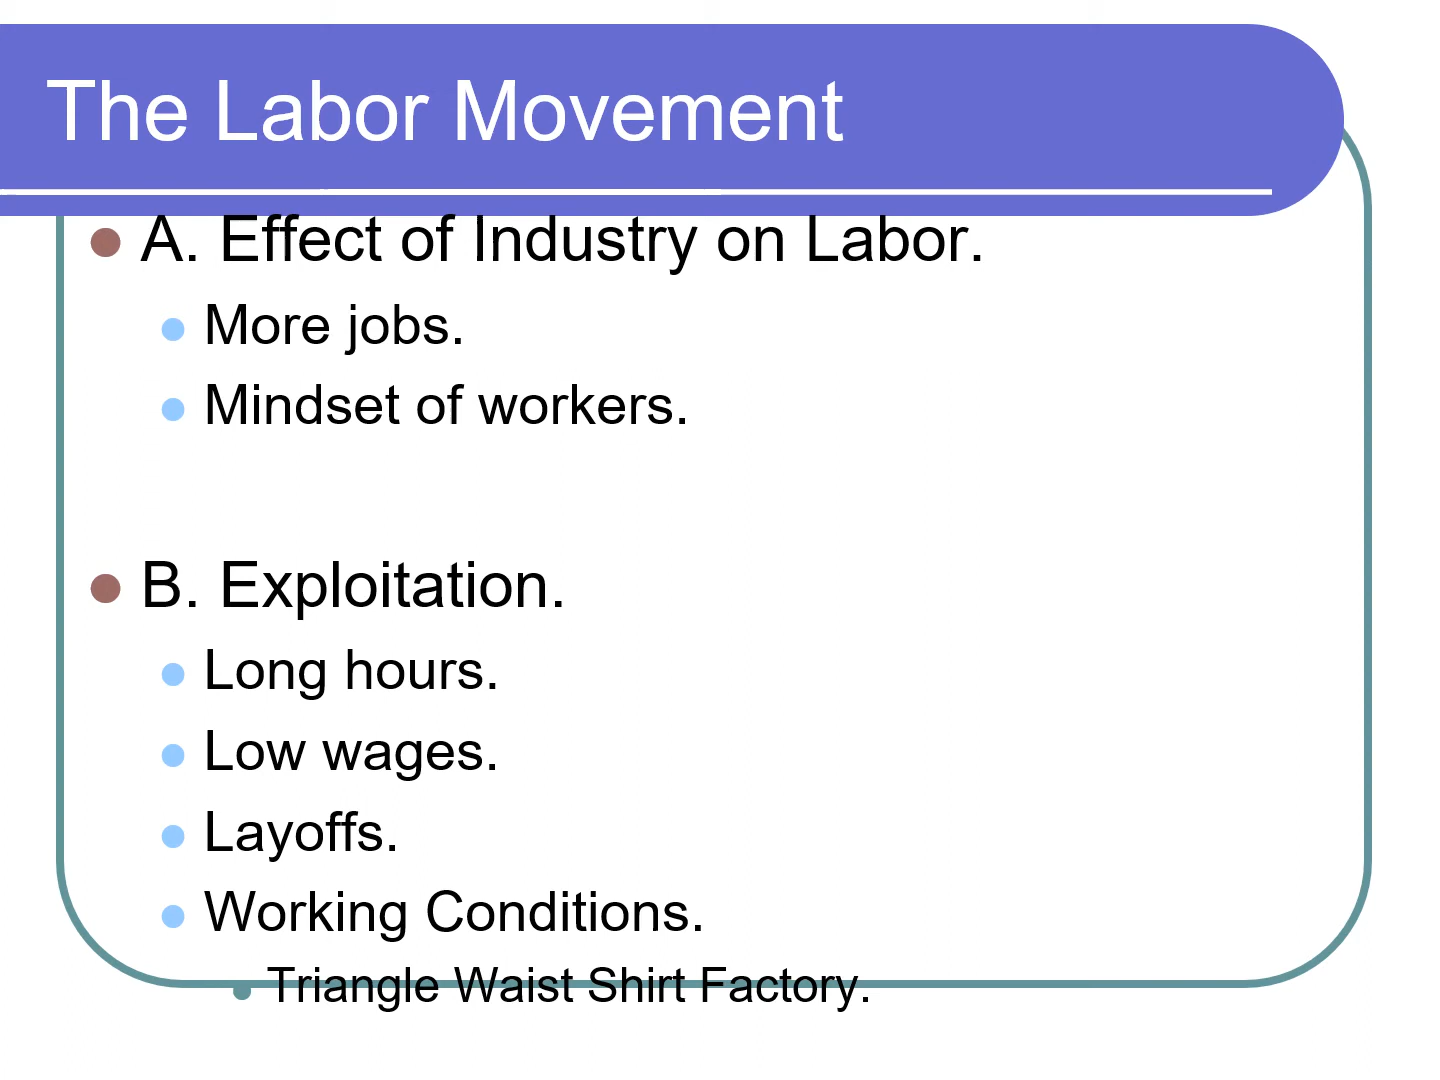 The Labor Movement
A. Effect of Industry on Labor.
More jobs.
Mindset of workers.
B. Exploitation.
Long hours.
Low wages.
Layoffs.
Working Conditions.
Triangle Waist Shirt Factory.